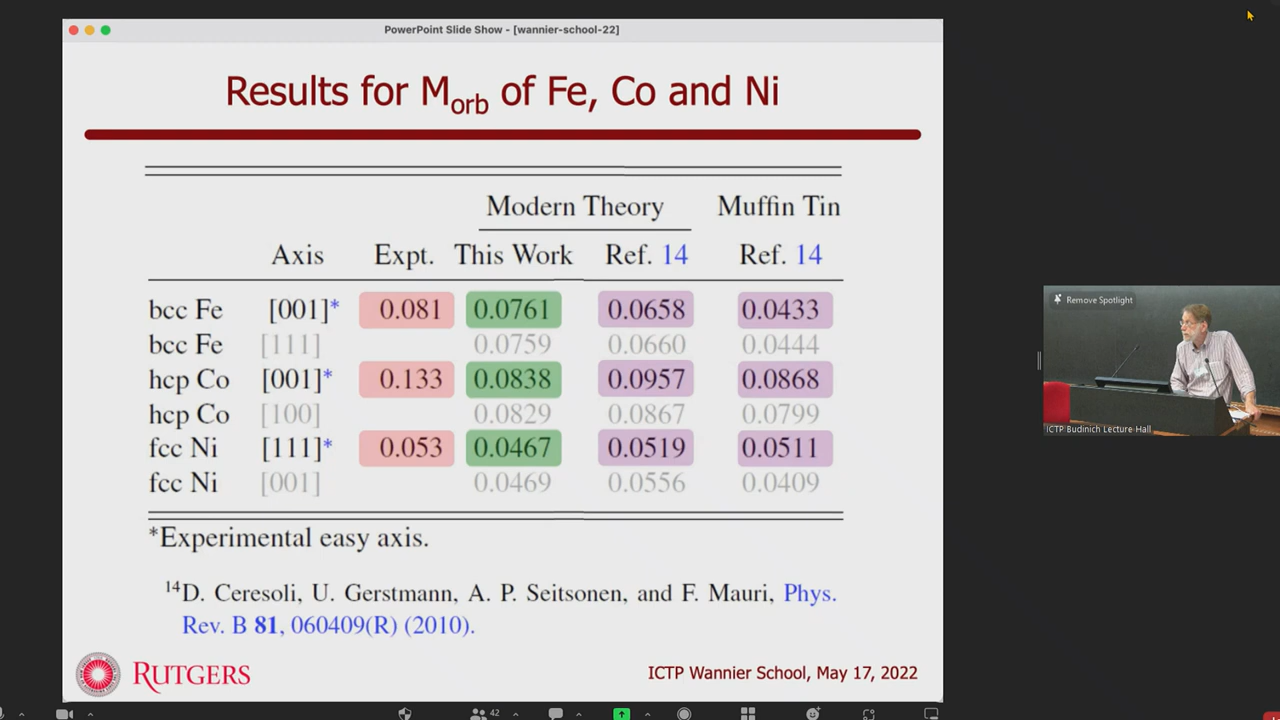 PowerPoint Slide Show - [wannier-school-22]
Results for Morb of Fe, Co and Ni
Modern Theory Muffin Tin
Axis Expt. This Work Ref. 14 Ref. 14
bcc Fe [001]* 0.081 0.0761 0.0658 0.0433
bcc Fe [111] 0.0759 0.0660 0.0444
hcp Co [001]* 0.133 0.0838 0.0957 0.0868
hcp Co [100] 0.0829 0.0867 0.0799
fcc Ni [111]* 0.053 0.0467 0.0519 0.0511
fcc Ni [001] 0.0469 0.0556 0.0409
*Experimental easy axis.
14D. Ceresoli, U. Gerstmann, A. P. Seitsonen, and F. Mauri, Phys.
Rev. B 81, 060409(R) (2010).
RUTGERS
ICTP Wannier School, May 17, 2022
Remove Spotlight
ICTP Budinich Lecture Hall
42